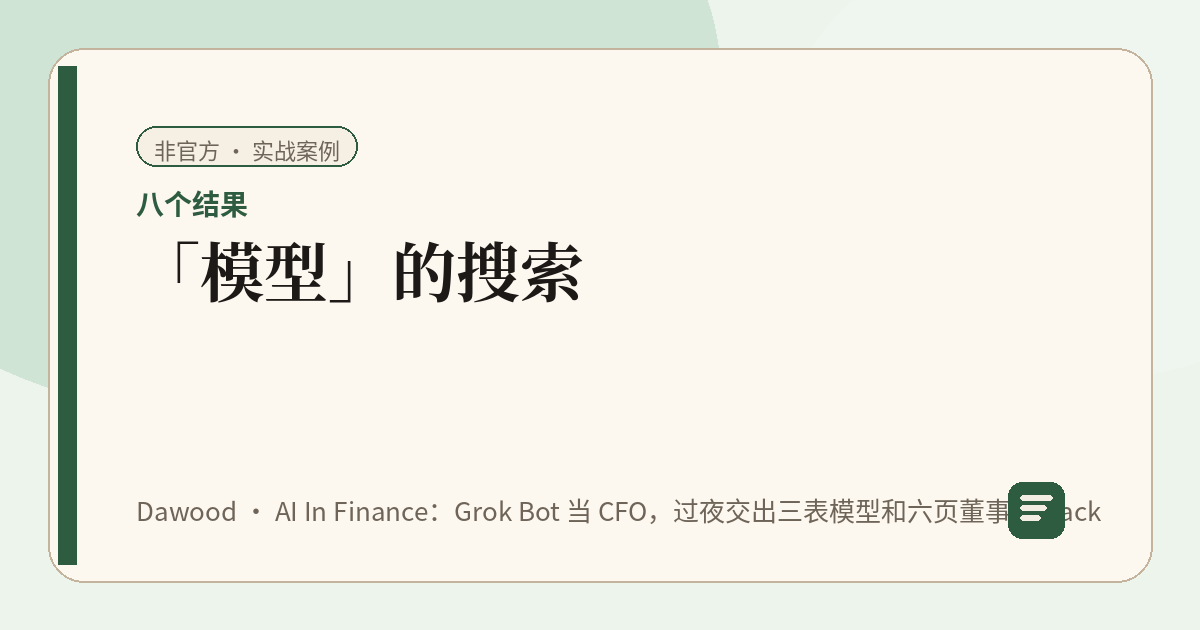 非官方 · 实战案例
八个结果
「模型」的搜索
Dawood · AI In Finance：Grok Bot 当 CFO，过夜交出三表模型和六页董事 ack